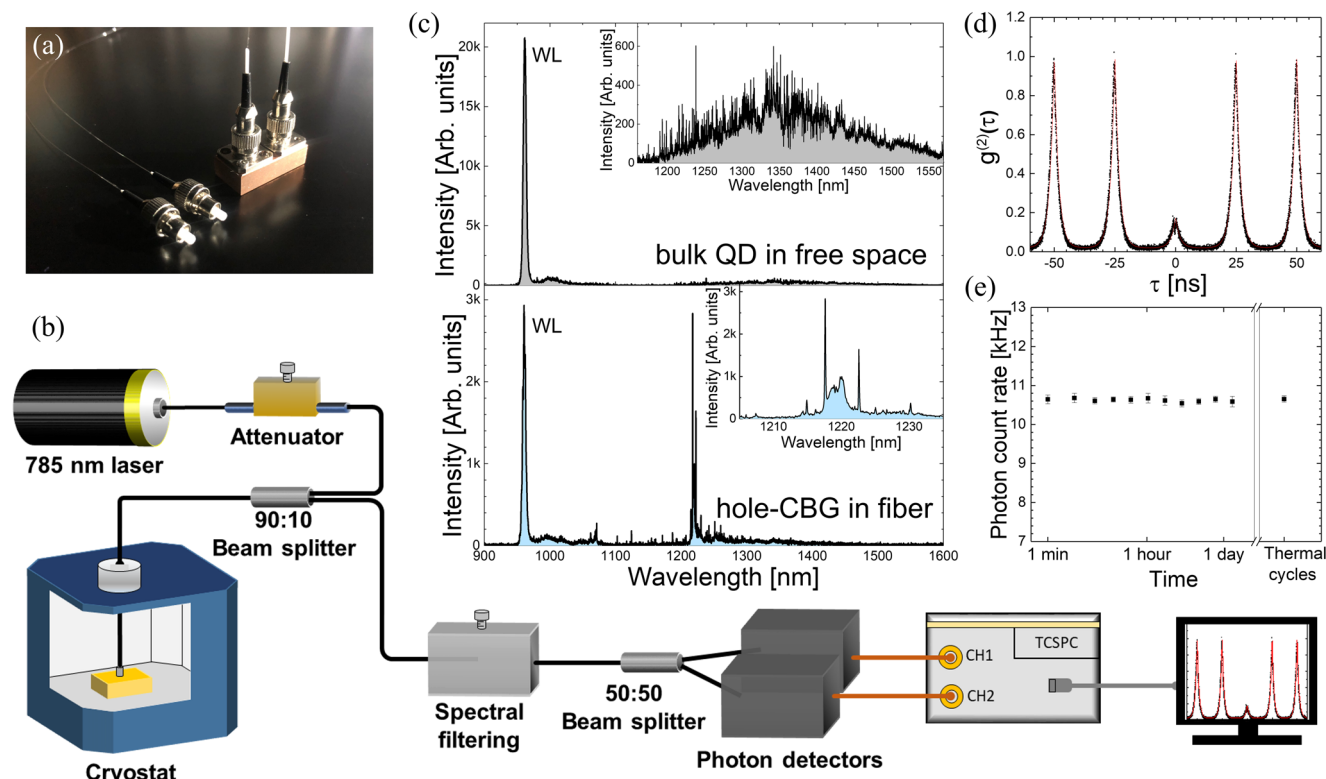 (a)
(b)
785 nm laser
Attenuator
90:10
Beam splitter
Cryostat
Spectral
filtering
50:50
Beam splitter
Photon detectors
CH1
CH2
TCSPC
(c)
Intensity [Arb. units]
20k
15k
10k
5k
0
WL
bulk QD in free space
Intensity [Arb. units]
600
500
400
300
200
100
0
1200 1250 1300 1350 1400 1450 1500 1550
Wavelength [nm]
Intensity [Arb. units]
3k
2k
1k
0
WL
hole-CBG in fiber
Intensity [Arb. units]
3k
2k
1k
0
1210 1220 1230
Wavelength [nm]
900 1000 1100 1200 1300 1400 1500 1600
Wavelength [nm]
(d)
g(2)(τ)
1.2
1.0
0.8
0.6
0.4
0.2
0.0
-50 -25 0 25 50
τ [ns]
(e)
Photon count rate [kHz]
13
12
11
10
9
8
7
1 min 1 hour 1 day Thermal
cycles
Time